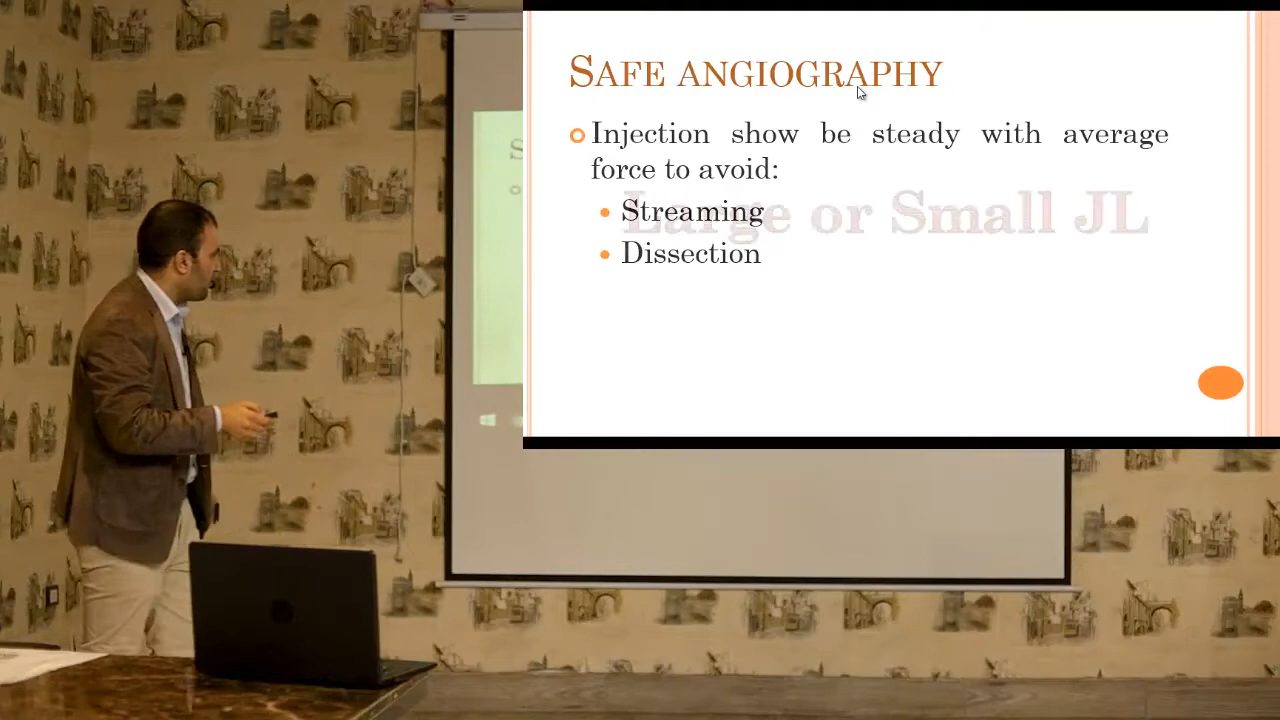 SAFE ANGIOGRAPHY
Injection show be steady with average
force to avoid:
Streaming
Dissection
Large or Small JL